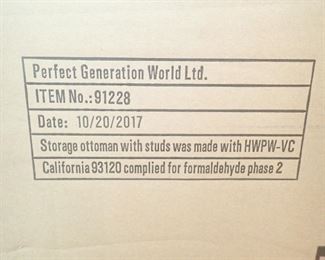 Perfect Generation World Ltd.
ITEM No.:91228
Date: 10/20/2017
Storage ottoman with studs was made with HWPW-VC
California 93120 complied for formaldehyde phase 2